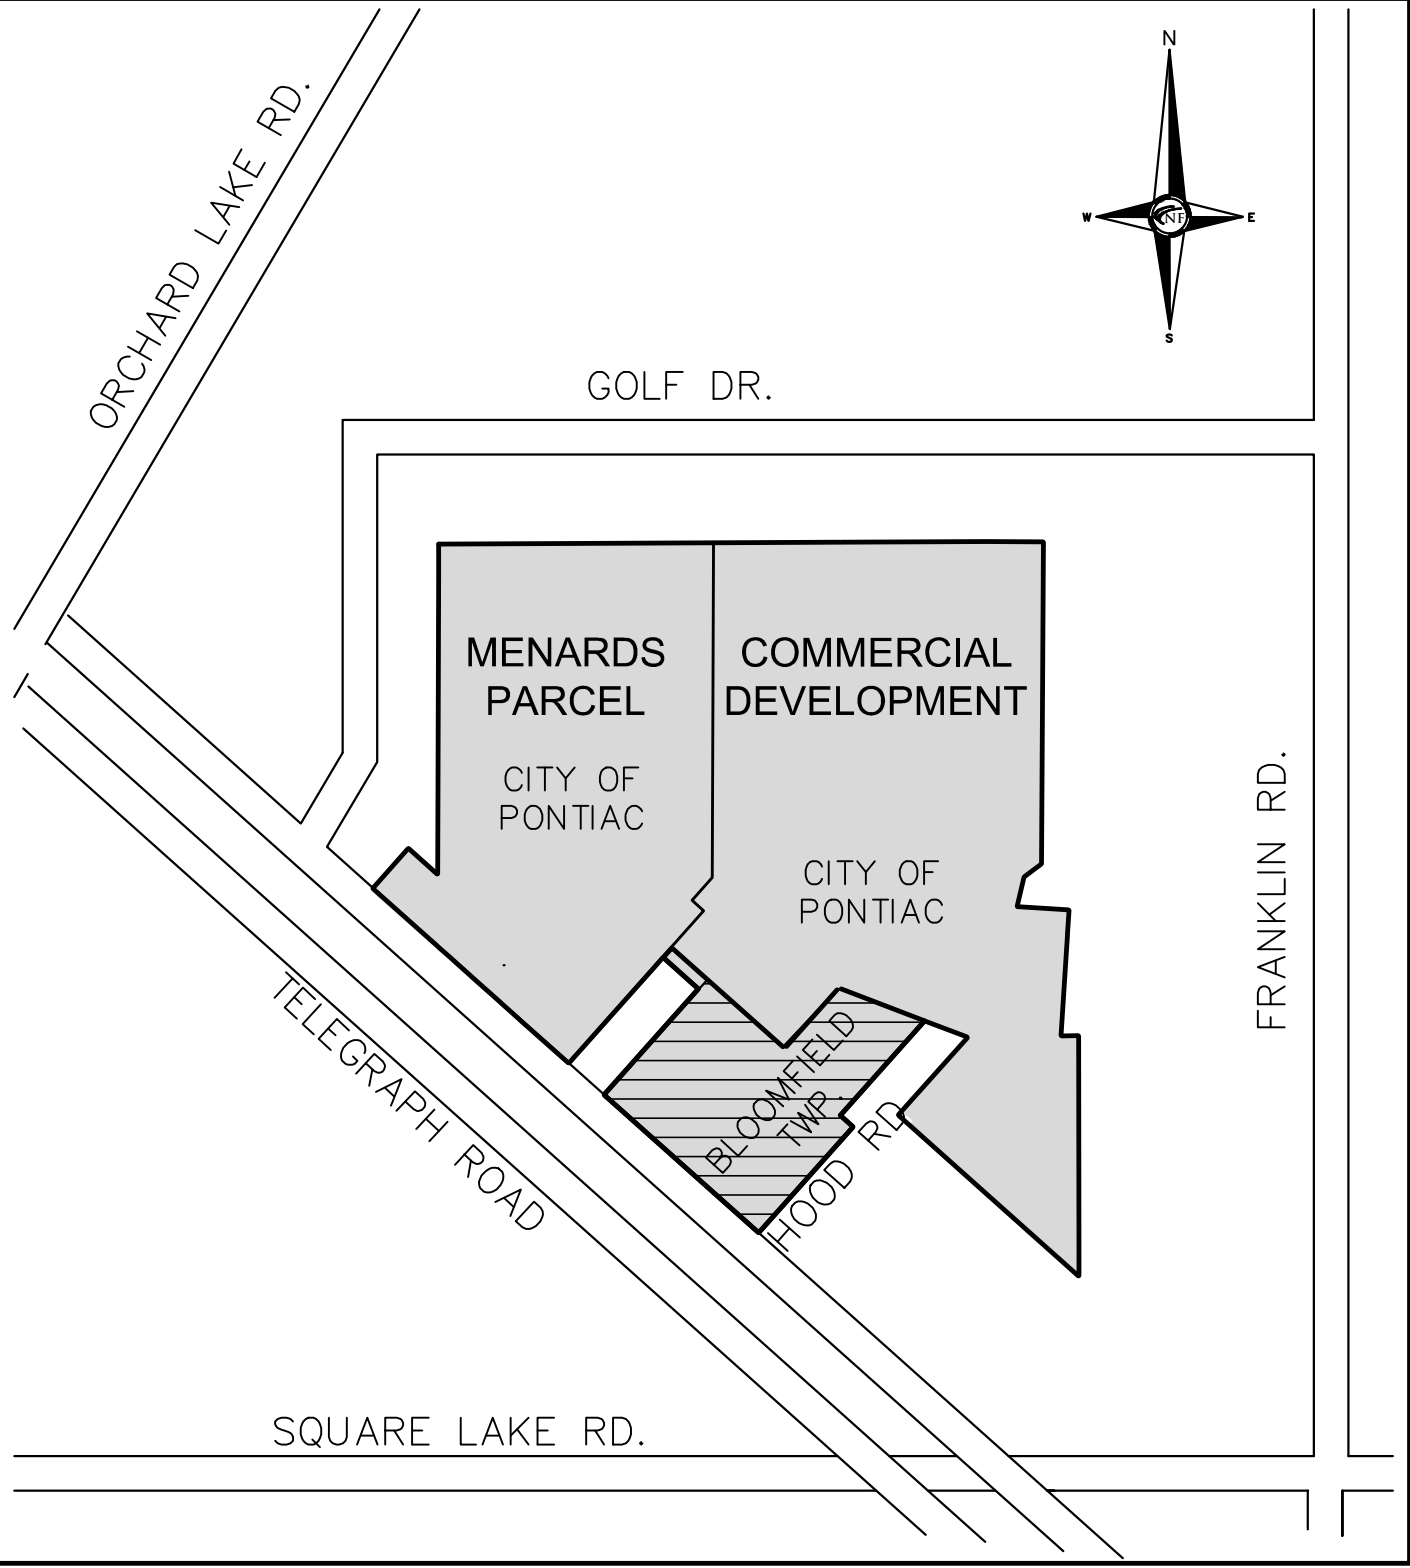 N
ORCHARD LAKE RD.
W
NF
E
S
GOLF DR.
MENARDS
PARCEL
COMMERCIAL
DEVELOPMENT
CITY OF
PONTIAC
CITY OF
PONTIAC
FRANKLIN RD.
TELEGRAPH ROAD
BLOOMFIELD
TWP.
HOOD RD
SQUARE LAKE RD.